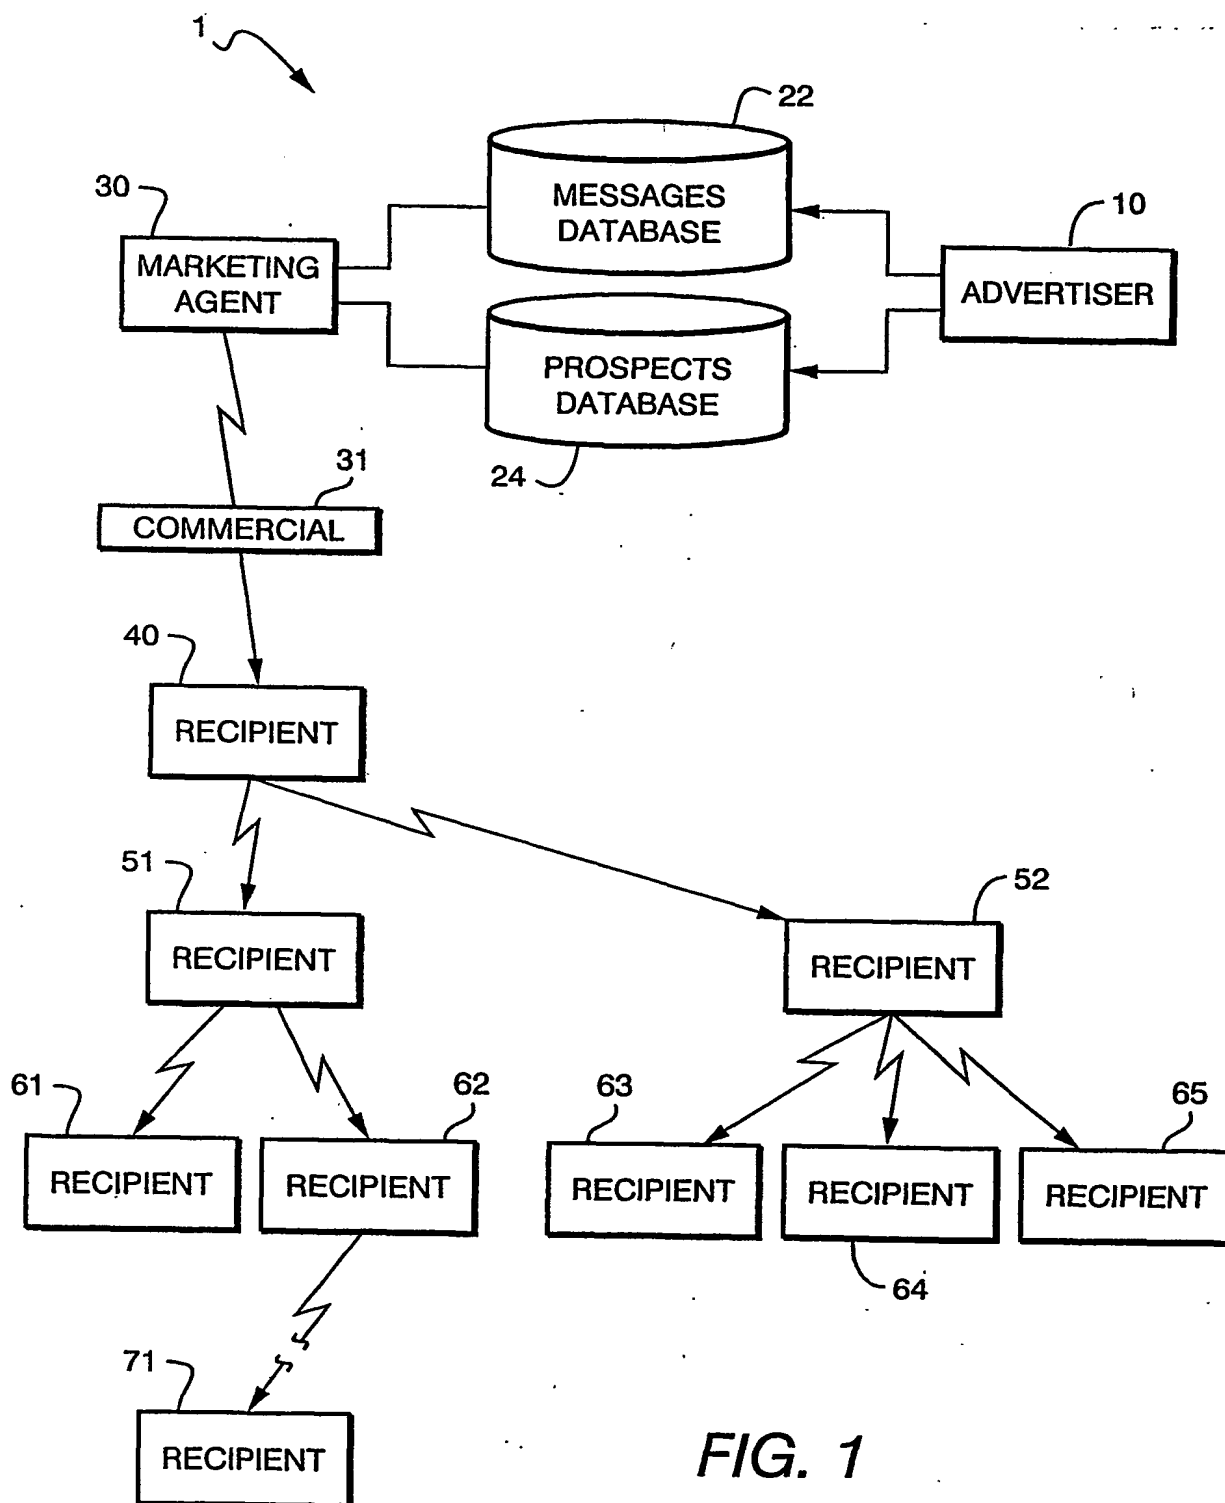 1
22
MESSAGES
DATABASE
30
MARKETING
AGENT
10
ADVERTISER
PROSPECTS
DATABASE
24
31
COMMERCIAL
40
RECIPIENT
51
RECIPIENT
52
RECIPIENT
61
RECIPIENT
62
RECIPIENT
63
RECIPIENT
RECIPIENT
64
65
RECIPIENT
71
RECIPIENT
FIG. 1